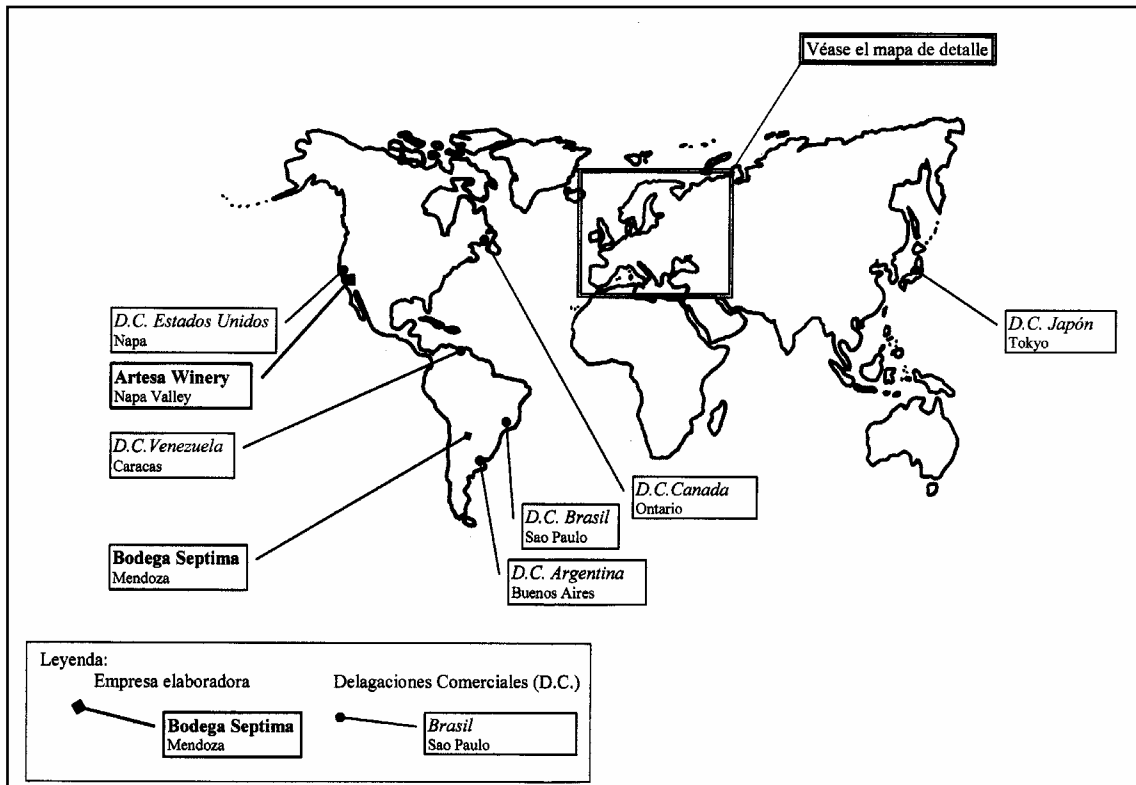 Véase el mapa de detalle
D.C. Estados Unidos
Napa
D.C. Japón
Tokyo
Artesa Winery
Napa Valley
D.C.Venezuela
Caracas
D.C.Canada
Ontario
D.C. Brasil
Sao Paulo
Bodega Septima
Mendoza
D.C. Argentina
Buenos Aires
Leyenda:
Empresa elaboradora
Delagaciones Comerciales (D.C.)
Bodega Septima
Mendoza
Brasil
Sao Paulo